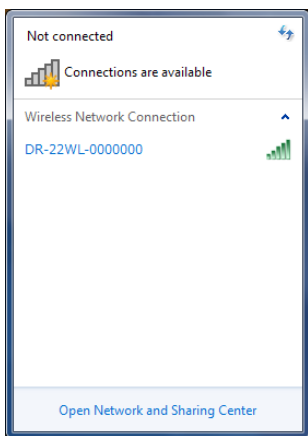 Not connected
Connections are available
Wireless Network Connection
DR-22WL-0000000
Open Network and Sharing Center